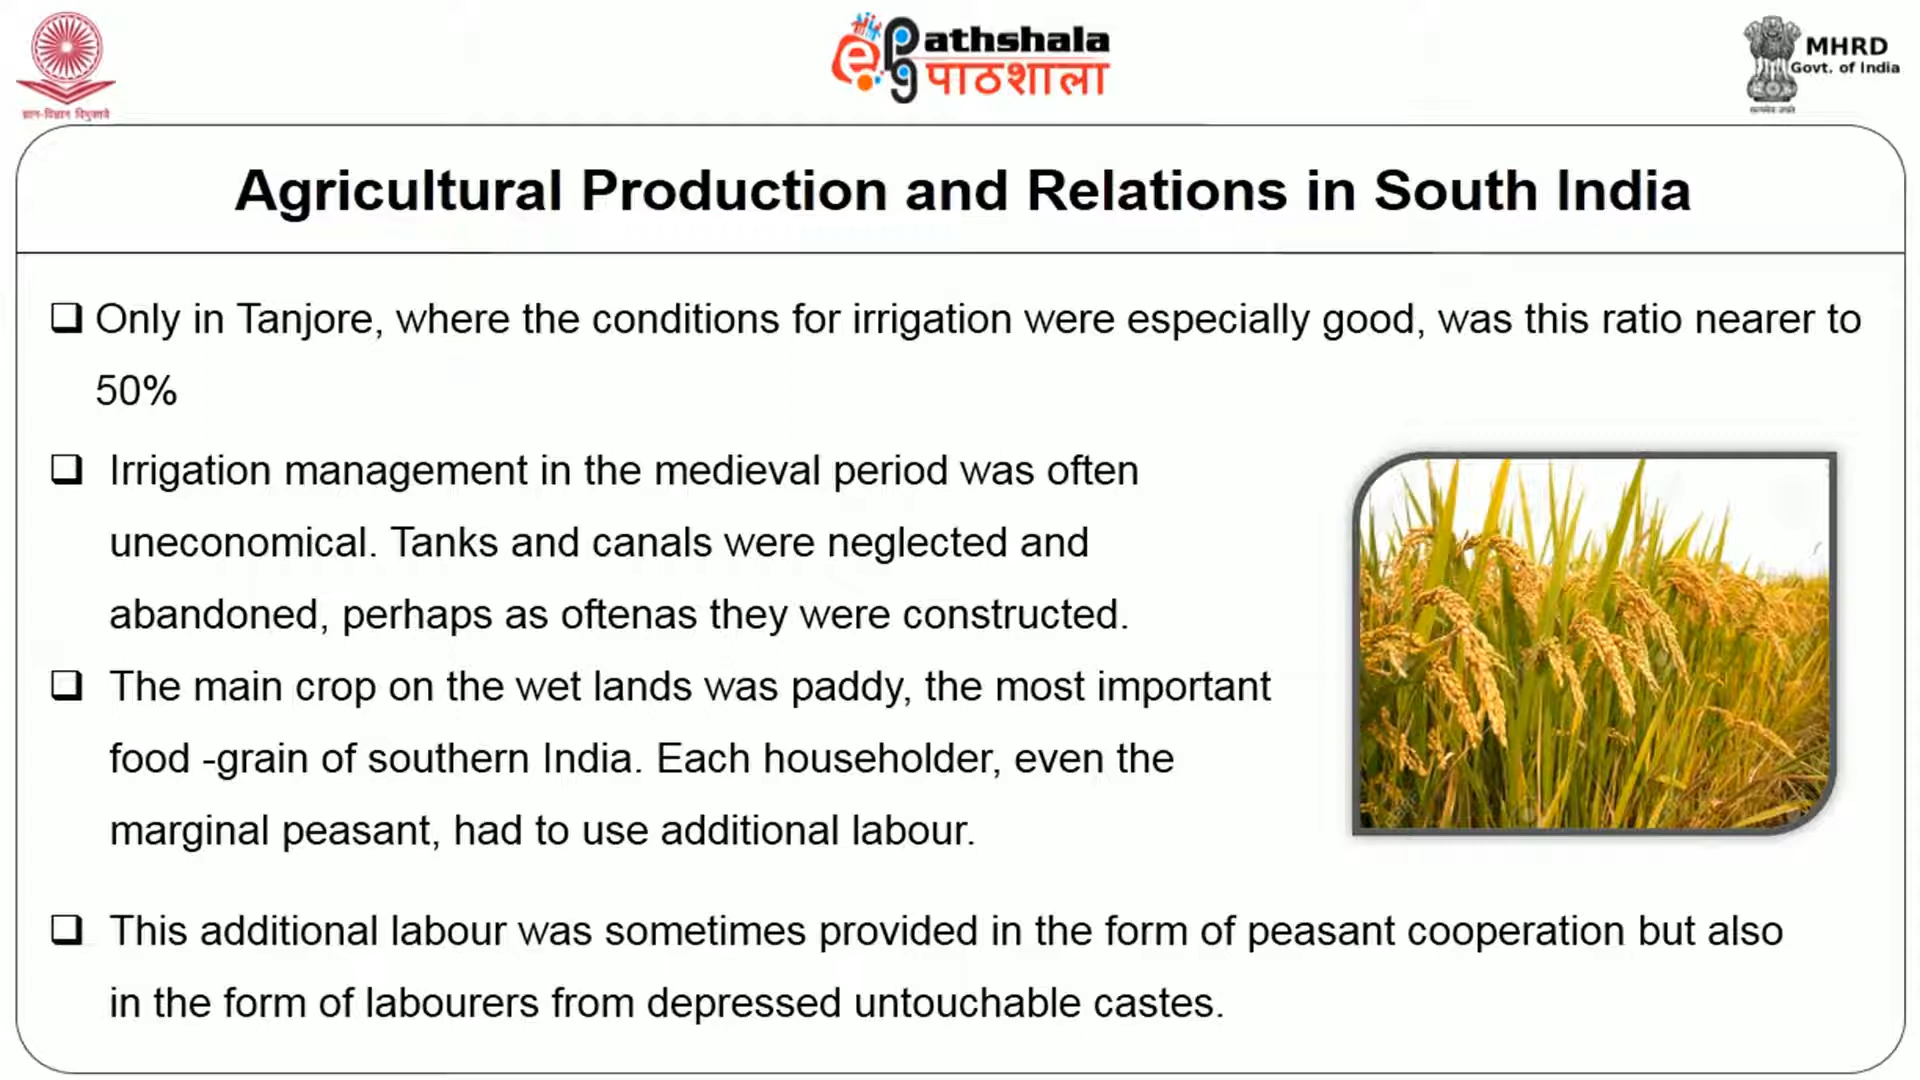 ज्ञान-विज्ञान विमुक्तये
ePathshala
पाठशाला
MHRD
Govt. of India
सत्यमेव जयते
Agricultural Production and Relations in South India
❑ Only in Tanjore, where the conditions for irrigation were especially good, was this ratio nearer to
50%
❑ Irrigation management in the medieval period was often
uneconomical. Tanks and canals were neglected and
abandoned, perhaps as oftenas they were constructed.
❑ The main crop on the wet lands was paddy, the most important
food -grain of southern India. Each householder, even the
marginal peasant, had to use additional labour.
❑ This additional labour was sometimes provided in the form of peasant cooperation but also
in the form of labourers from depressed untouchable castes.